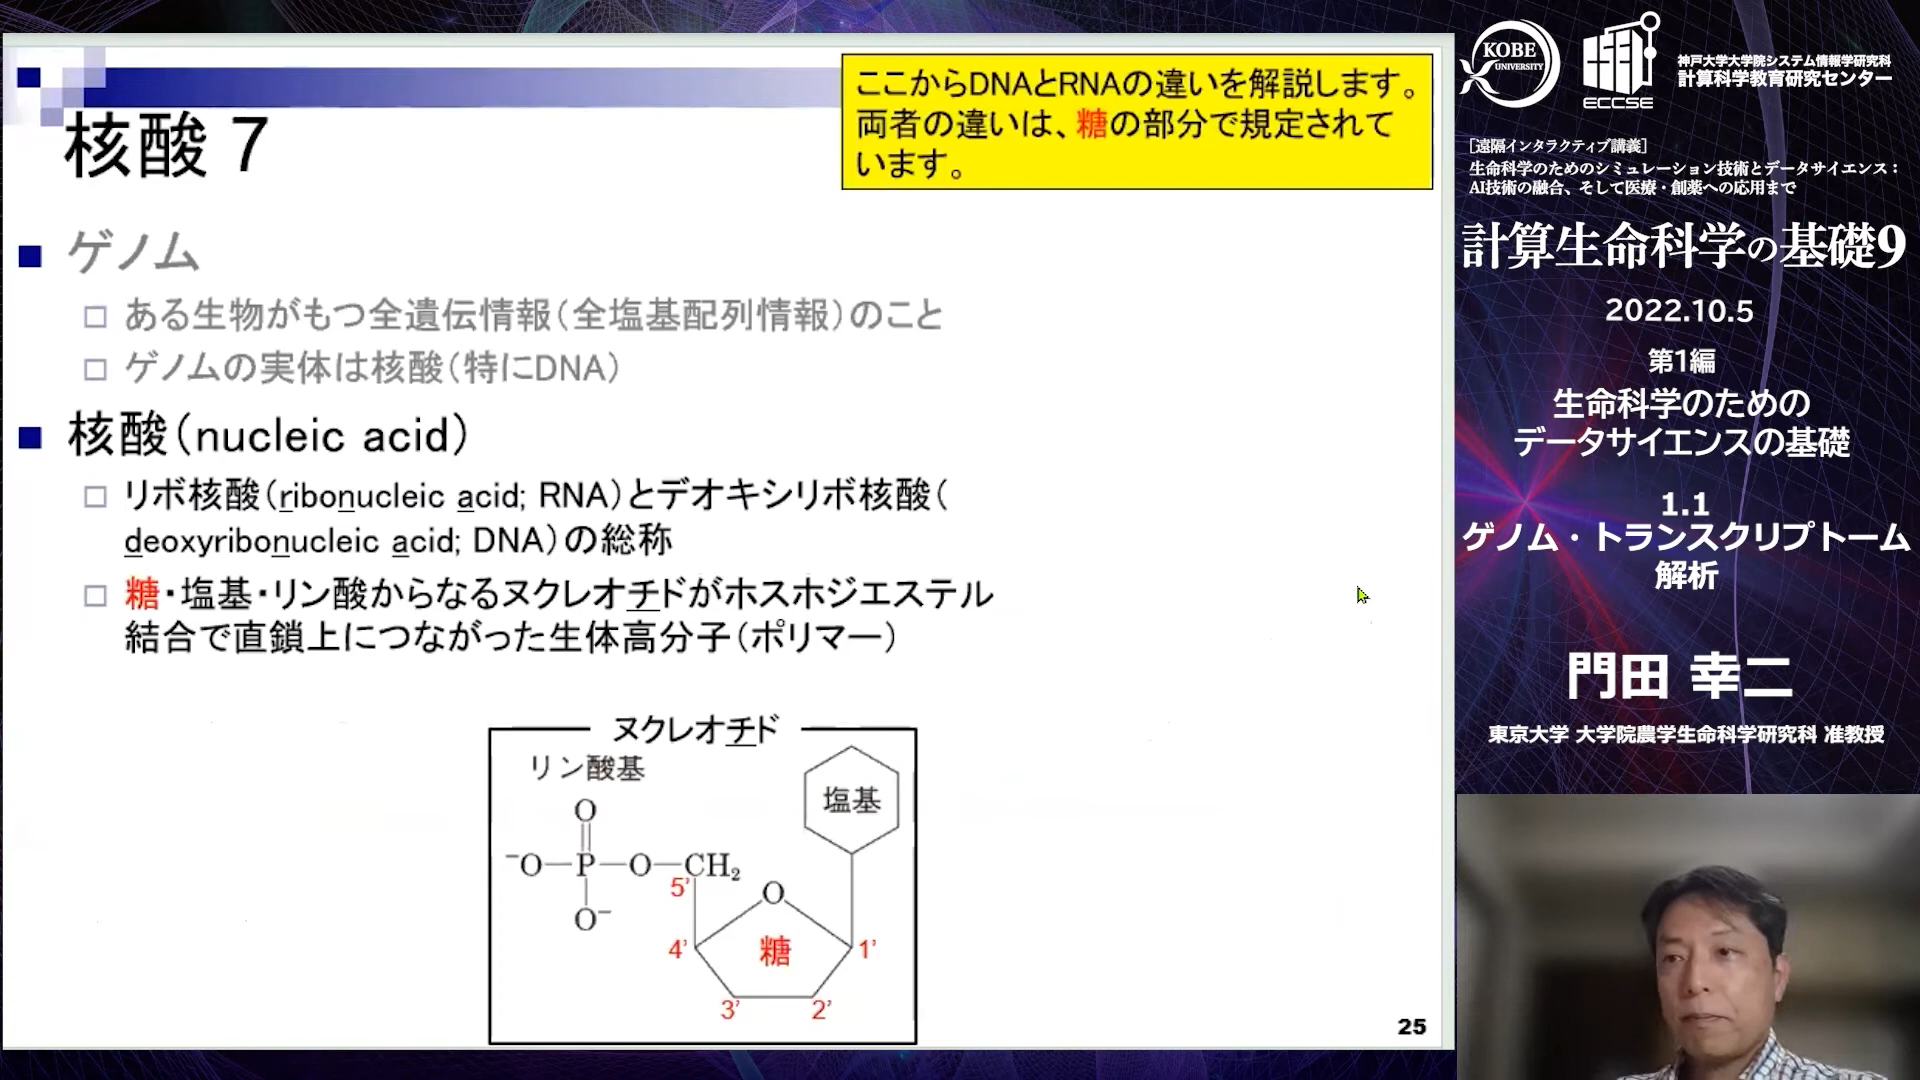 核酸7
ここからDNAとRNAの違いを解説します。
両者の違いは、糖の部分で規定されて
います。
ゲノム
ある生物がもつ全遺伝情報(全塩基配列情報)のこと
ゲノムの実体は核酸(特にDNA)
核酸(nucleic acid)
リボ核酸(ribonucleic acid; RNA)とデオキシリボ核酸(
deoxyribonucleic acid; DNA)の総称
糖・塩基・リン酸からなるヌクレオチドがホスホジエステル
結合で直鎖上につながった生体高分子(ポリマー)
ヌクレオチド
リン酸基
塩基
O
⁻O—P—O—CH₂
5'
O
O⁻
4'
糖
1'
3'
2'
25
KOBE
UNIVERSITY
ECCSE
神戸大学大学院システム情報学研究科
計算科学教育研究センター
[遠隔インタラクティブ講義]
生命科学のためのシミュレーション技術とデータサイエンス:
AI技術の融合、そして医療・創薬への応用まで
計算生命科学の基礎9
2022.10.5
第1編
生命科学のための
データサイエンスの基礎
1.1
ゲノム・トランスクリプトーム
解析
門田 幸二
東京大学 大学院農学生命科学研究科 准教授